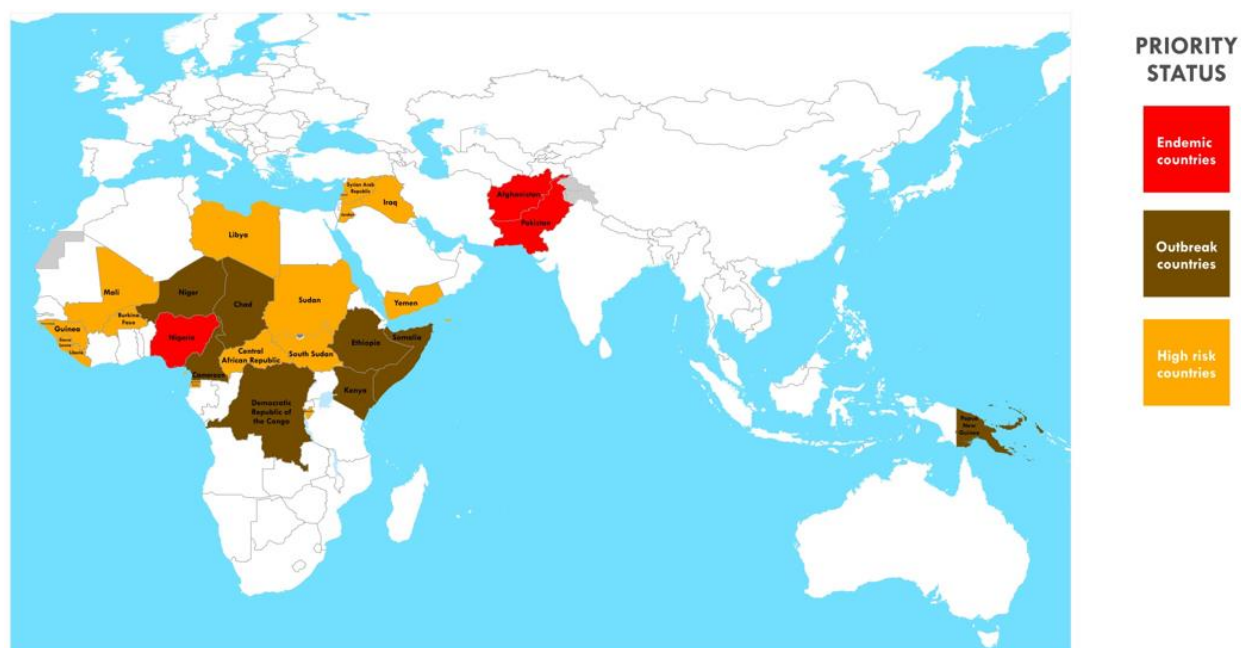 PRIORITY
STATUS
Endemic
countries
Outbreak
countries
High risk
countries
Syrian Arab
Republic
Iraq
Afghanistan
Pakistan
Libya
Mali
Niger
Chad
Sudan
Yemen
Burkina
Faso
Guinea
Nigeria
Ethiopia
Somalia
Central
African Republic
South Sudan
Cameroon
Kenya
Democratic
Republic of
the Congo
Papua
New
Guinea